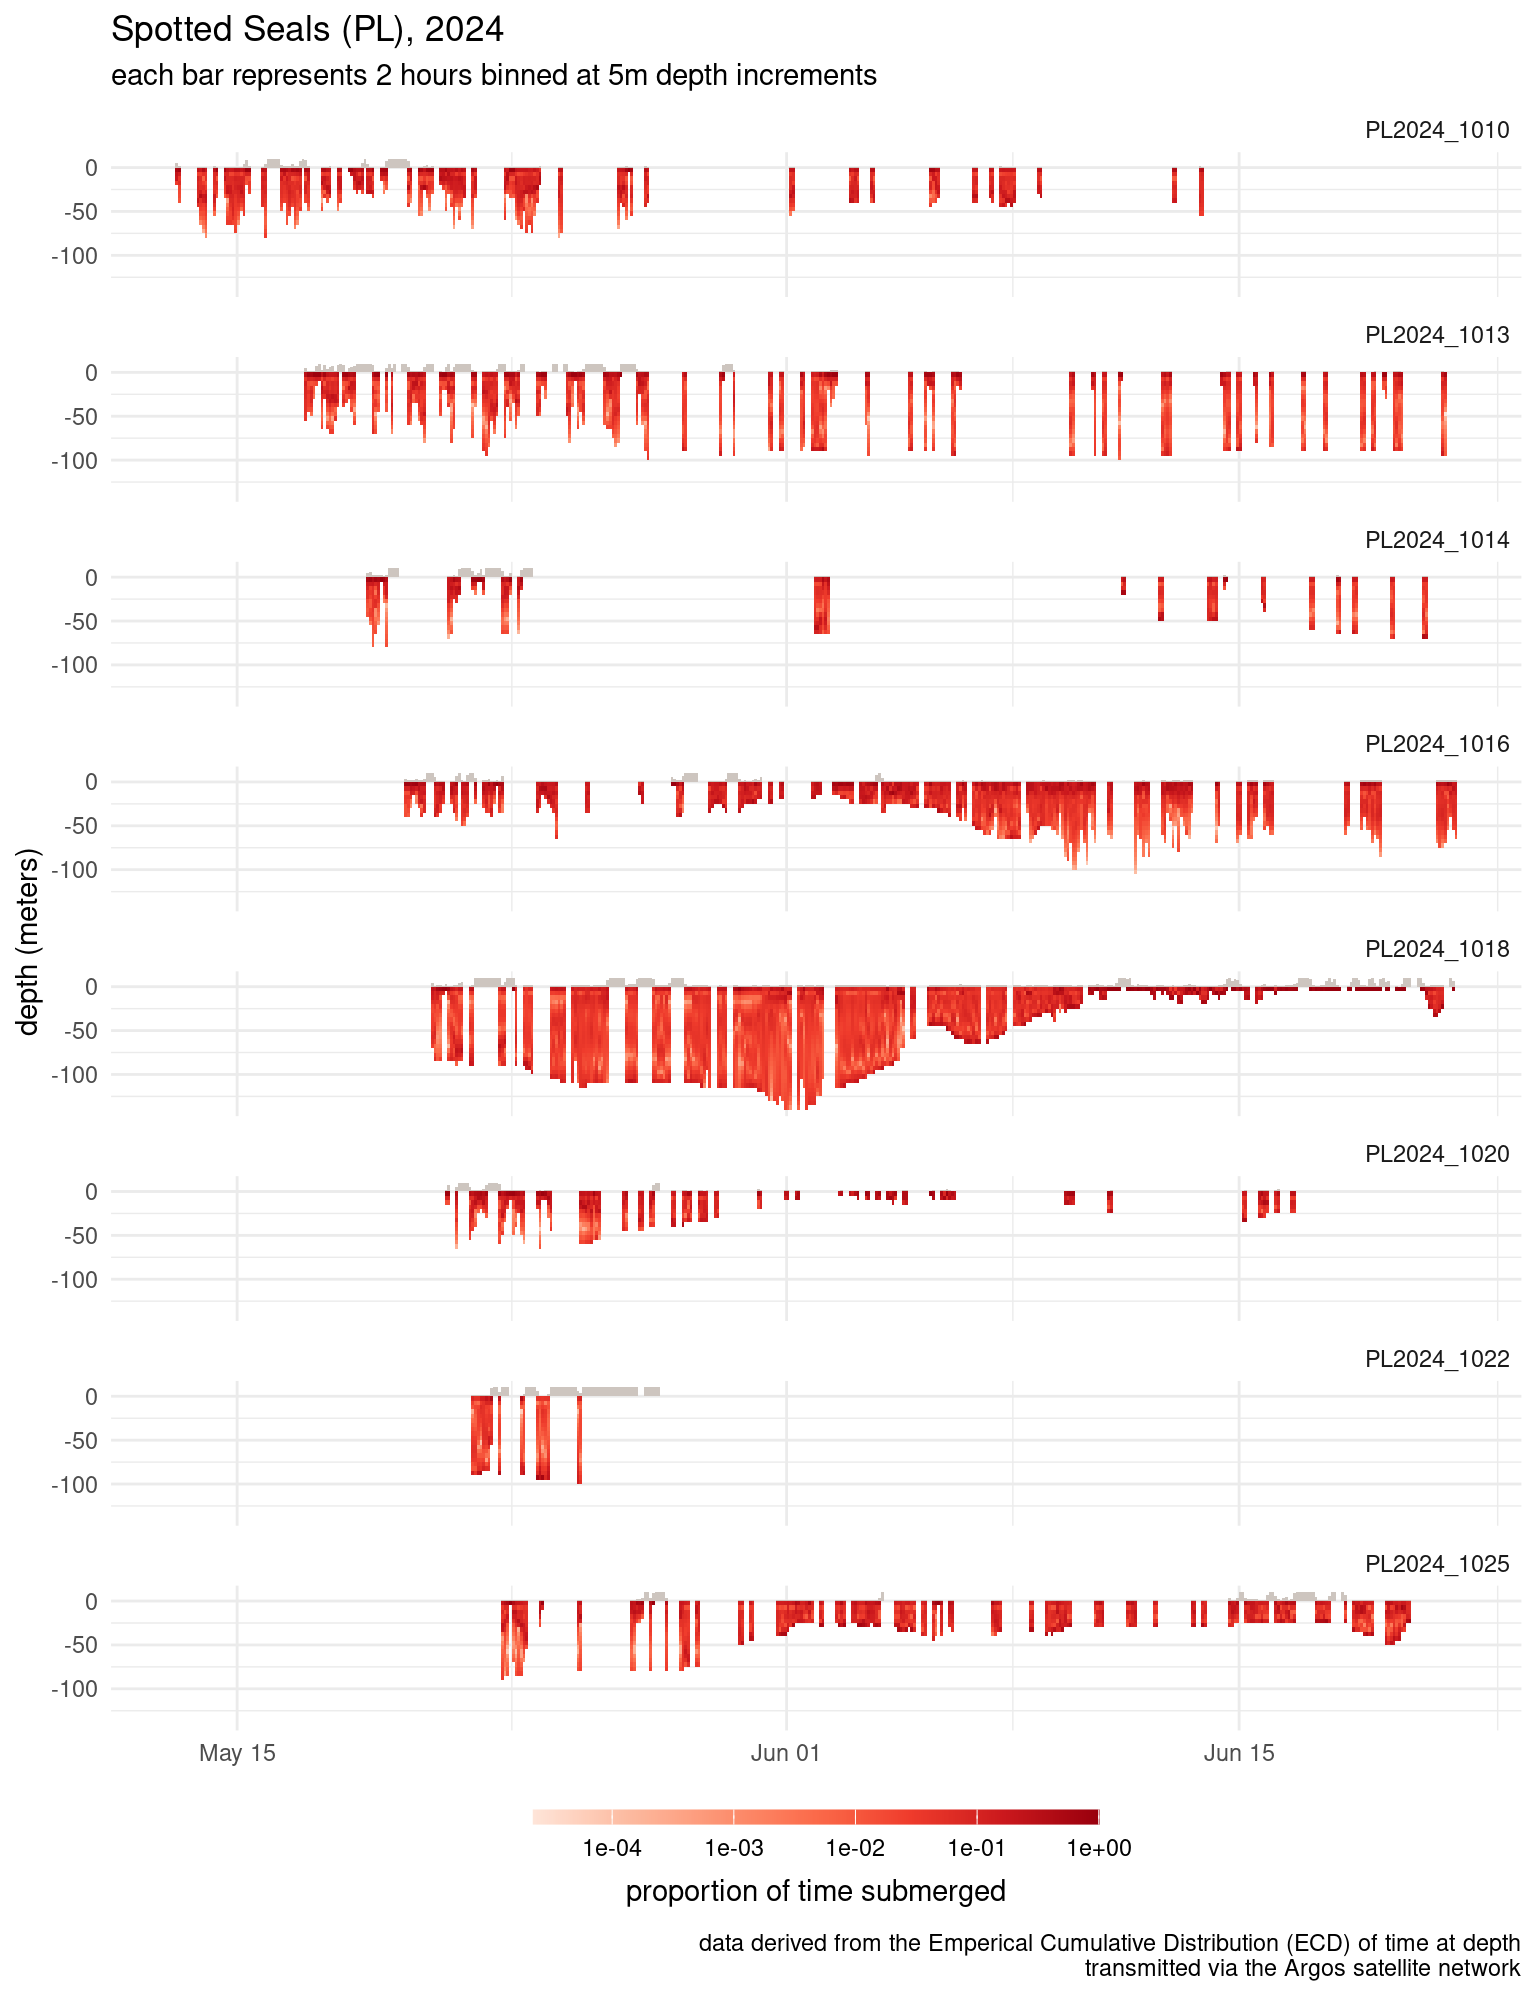 Spotted Seals (PL), 2024
each bar represents 2 hours binned at 5m depth increments
PL2024_1010
0
-50
-100
PL2024_1013
0
-50
-100
PL2024_1014
0
-50
-100
PL2024_1016
0
-50
-100
depth (meters)
PL2024_1018
0
-50
-100
PL2024_1020
0
-50
-100
PL2024_1022
0
-50
-100
PL2024_1025
0
-50
-100
May 15 Jun 01 Jun 15
1e-04 1e-03 1e-02 1e-01 1e+00
proportion of time submerged
data derived from the Emperical Cumulative Distribution (ECD) of time at depth
transmitted via the Argos satellite network